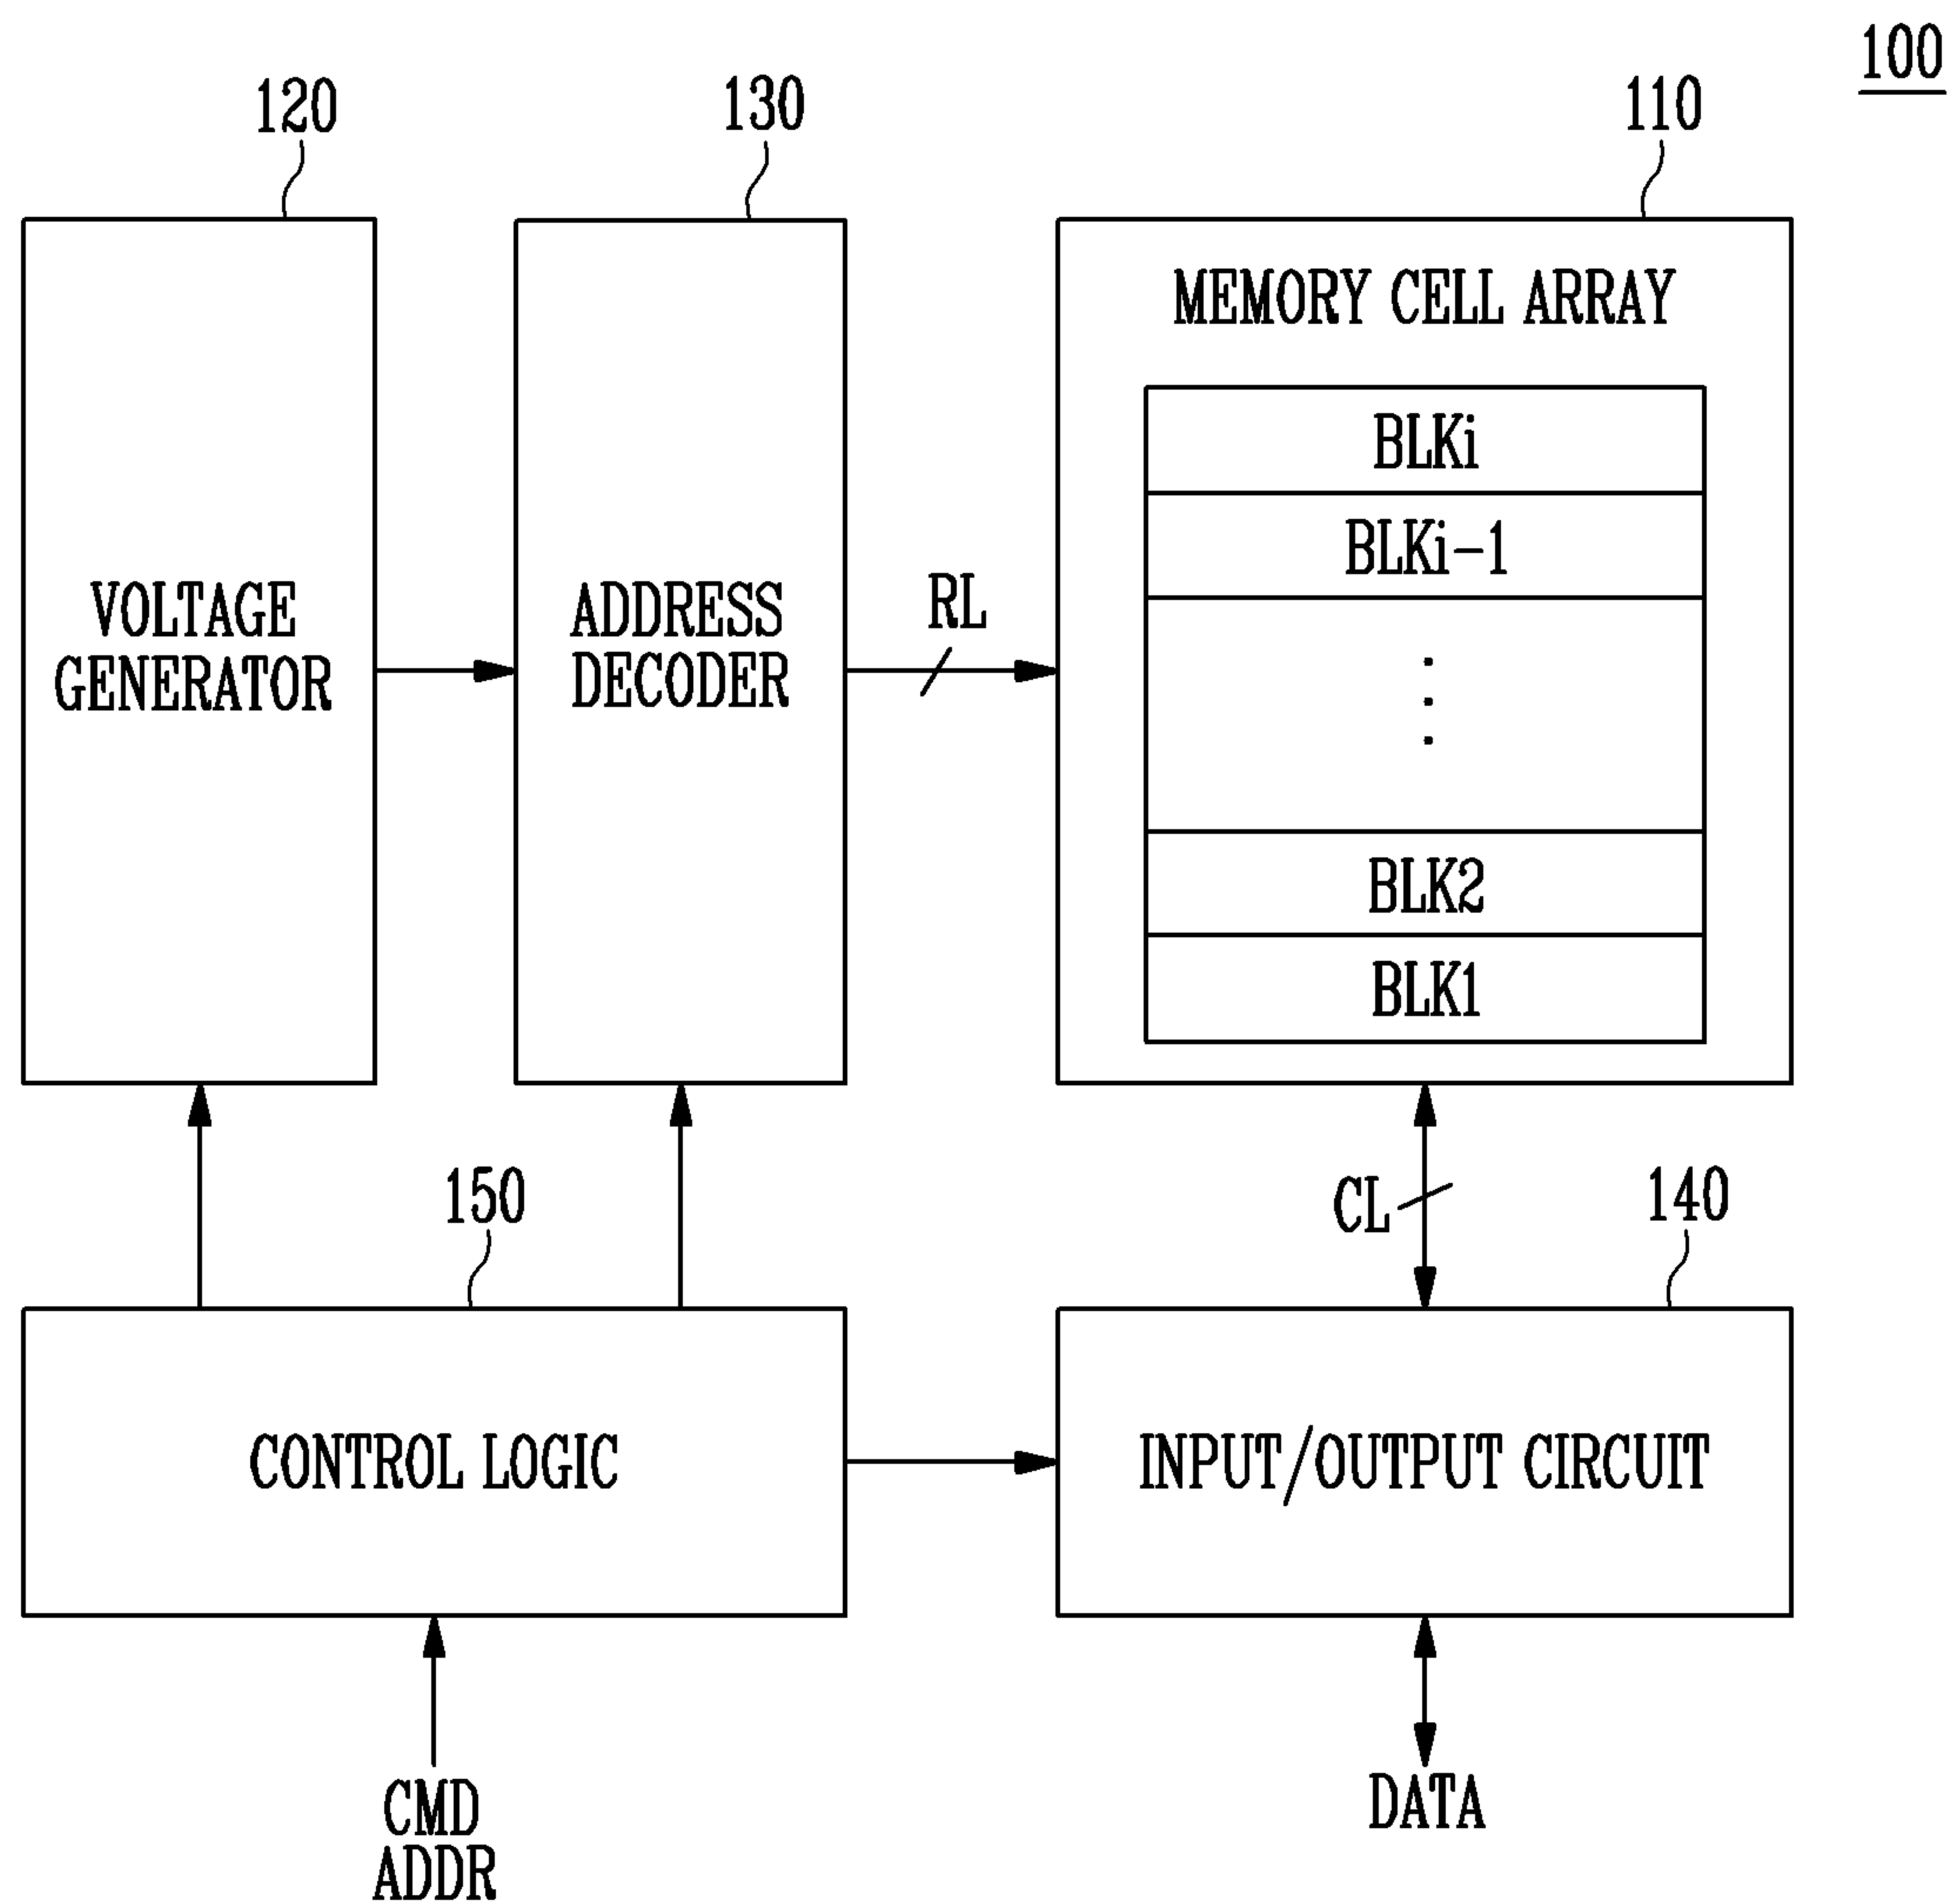 100
120
130
110
MEMORY CELL ARRAY
BLKi
BLKi-1
VOLTAGE
GENERATOR
ADDRESS
DECODER
RL
BLK2
BLK1
150
CL
140
CONTROL LOGIC
INPUT/OUTPUT CIRCUIT
CMD
ADDR
DATA